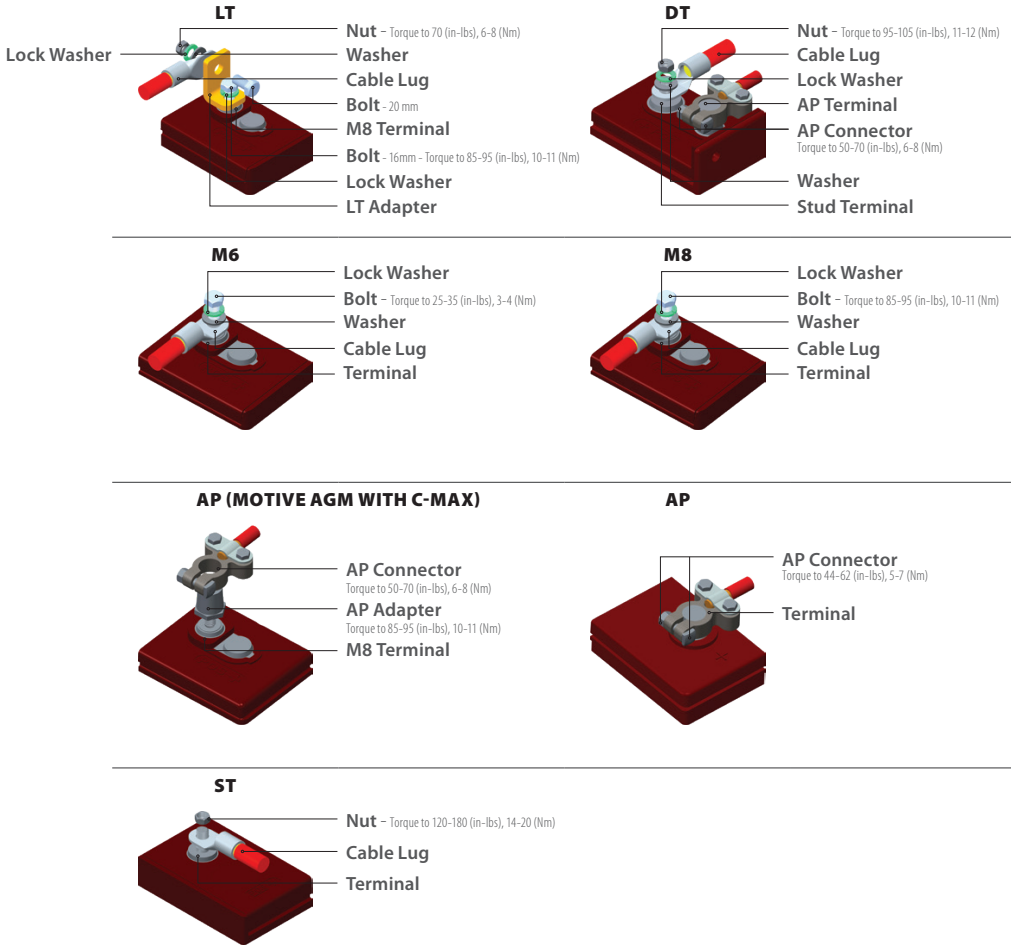 LT
Lock Washer
Nut – Torque to 70 (in-lbs), 6-8 (Nm)
Washer
Cable Lug
Bolt - 20 mm
M8 Terminal
Bolt - 16mm – Torque to 85-95 (in-lbs), 10-11 (Nm)
Lock Washer
LT Adapter
DT
Nut – Torque to 95-105 (in-lbs), 11-12 (Nm)
Cable Lug
Lock Washer
AP Terminal
AP Connector
Torque to 50-70 (in-lbs), 6-8 (Nm)
Washer
Stud Terminal
M6
Lock Washer
Bolt – Torque to 25-35 (in-lbs), 3-4 (Nm)
Washer
Cable Lug
Terminal
M8
Lock Washer
Bolt – Torque to 85-95 (in-lbs), 10-11 (Nm)
Washer
Cable Lug
Terminal
AP (MOTIVE AGM WITH C-MAX)
AP Connector
Torque to 50-70 (in-lbs), 6-8 (Nm)
AP Adapter
Torque to 85-95 (in-lbs), 10-11 (Nm)
M8 Terminal
AP
AP Connector
Torque to 44-62 (in-lbs), 5-7 (Nm)
Terminal
ST
Nut – Torque to 120-180 (in-lbs), 14-20 (Nm)
Cable Lug
Terminal